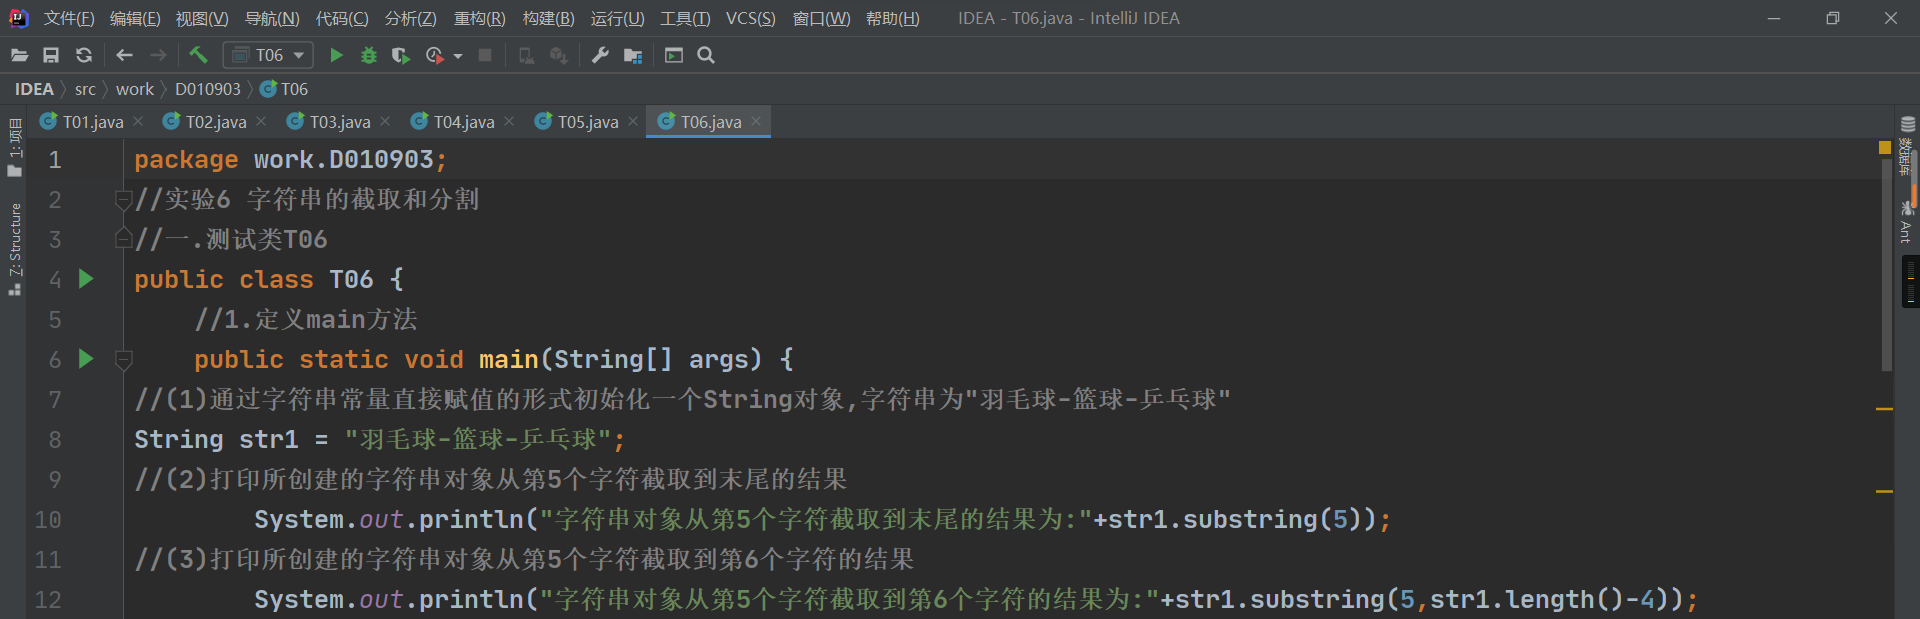 文件(F) 编辑(E) 视图(V) 导航(N) 代码(C) 分析(Z) 重构(R) 构建(B) 运行(U) 工具(T) VCS(S) 窗口(W) 帮助(H) IDEA - T06.java - IntelliJ IDEA
T06
IDEA src work D010903 T06
T01.java T02.java T03.java T04.java T05.java T06.java
1:项目
7:Structure
数据库
Ant
1 package work.D010903;
2 //实验6 字符串的截取和分割
3 //一.测试类T06
4 public class T06 {
5 //1.定义main方法
6 public static void main(String[] args) {
7 //(1)通过字符串常量直接赋值的形式初始化一个String对象,字符串为"羽毛球-篮球-乒乓球"
8 String str1 = "羽毛球-篮球-乒乓球";
9 //(2)打印所创建的字符串对象从第5个字符截取到末尾的结果
10 System.out.println("字符串对象从第5个字符截取到末尾的结果为:"+str1.substring(5));
11 //(3)打印所创建的字符串对象从第5个字符截取到第6个字符的结果
12 System.out.println("字符串对象从第5个字符截取到第6个字符的结果为:"+str1.substring(5,str1.length()-4));